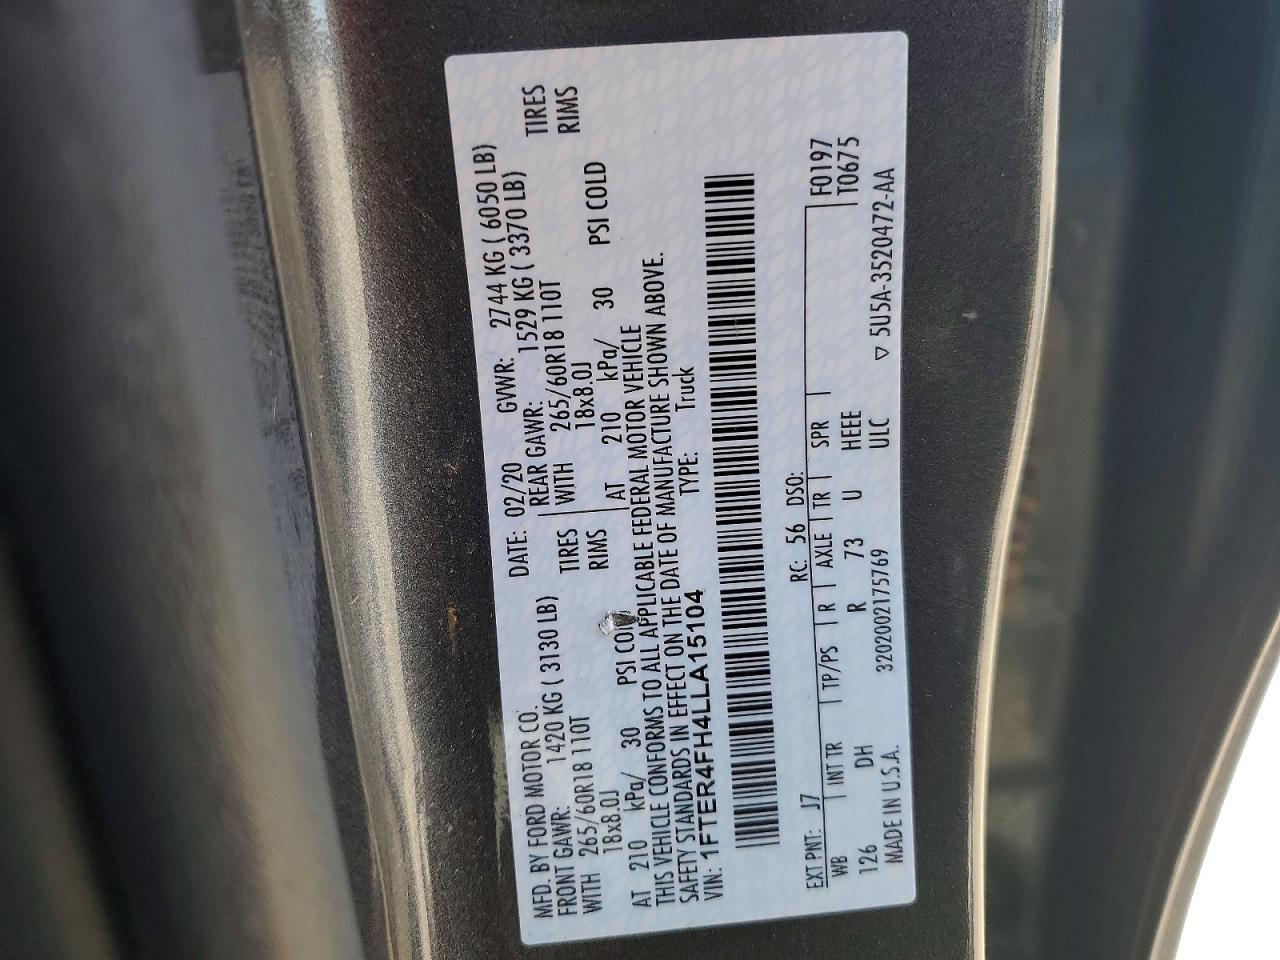 MFD. BY FORD MOTOR CO.
DATE: 02/20 GVWR: 2744 KG ( 6050 LB)
FRONT GAWR: 1420 KG ( 3130 LB) REAR GAWR: 1529 KG ( 3370 LB)
WITH 265/60R18 110T TIRES WITH 265/60R18 110T TIRES
18x8.0J RIMS 18x8.0J RIMS
AT 210 kPa/ 30 PSI COLD AT 210 kPa/ 30 PSI COLD
THIS VEHICLE CONFORMS TO ALL APPLICABLE FEDERAL MOTOR VEHICLE
SAFETY STANDARDS IN EFFECT ON THE DATE OF MANUFACTURE SHOWN ABOVE.
VIN: 1FTER4FH4LLA15104 TYPE: Truck
F0197
T0675
EXT PNT: J7 RC: 56 DSO:
WB INT TR TP/PS R AXLE TR SPR
126 DH R 73 U HEEE
ULC
MADE IN U.S.A. 3202002175769 ▽ 5U5A-3520472-AA